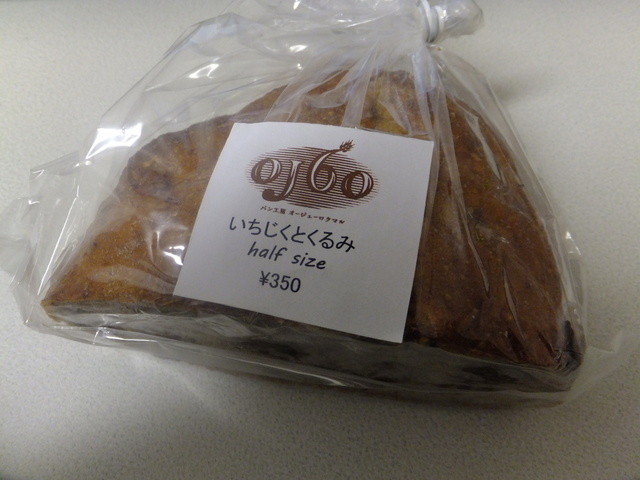 oj60
パン工房 オージューロクマル
いちじくとくるみ
half size
¥350